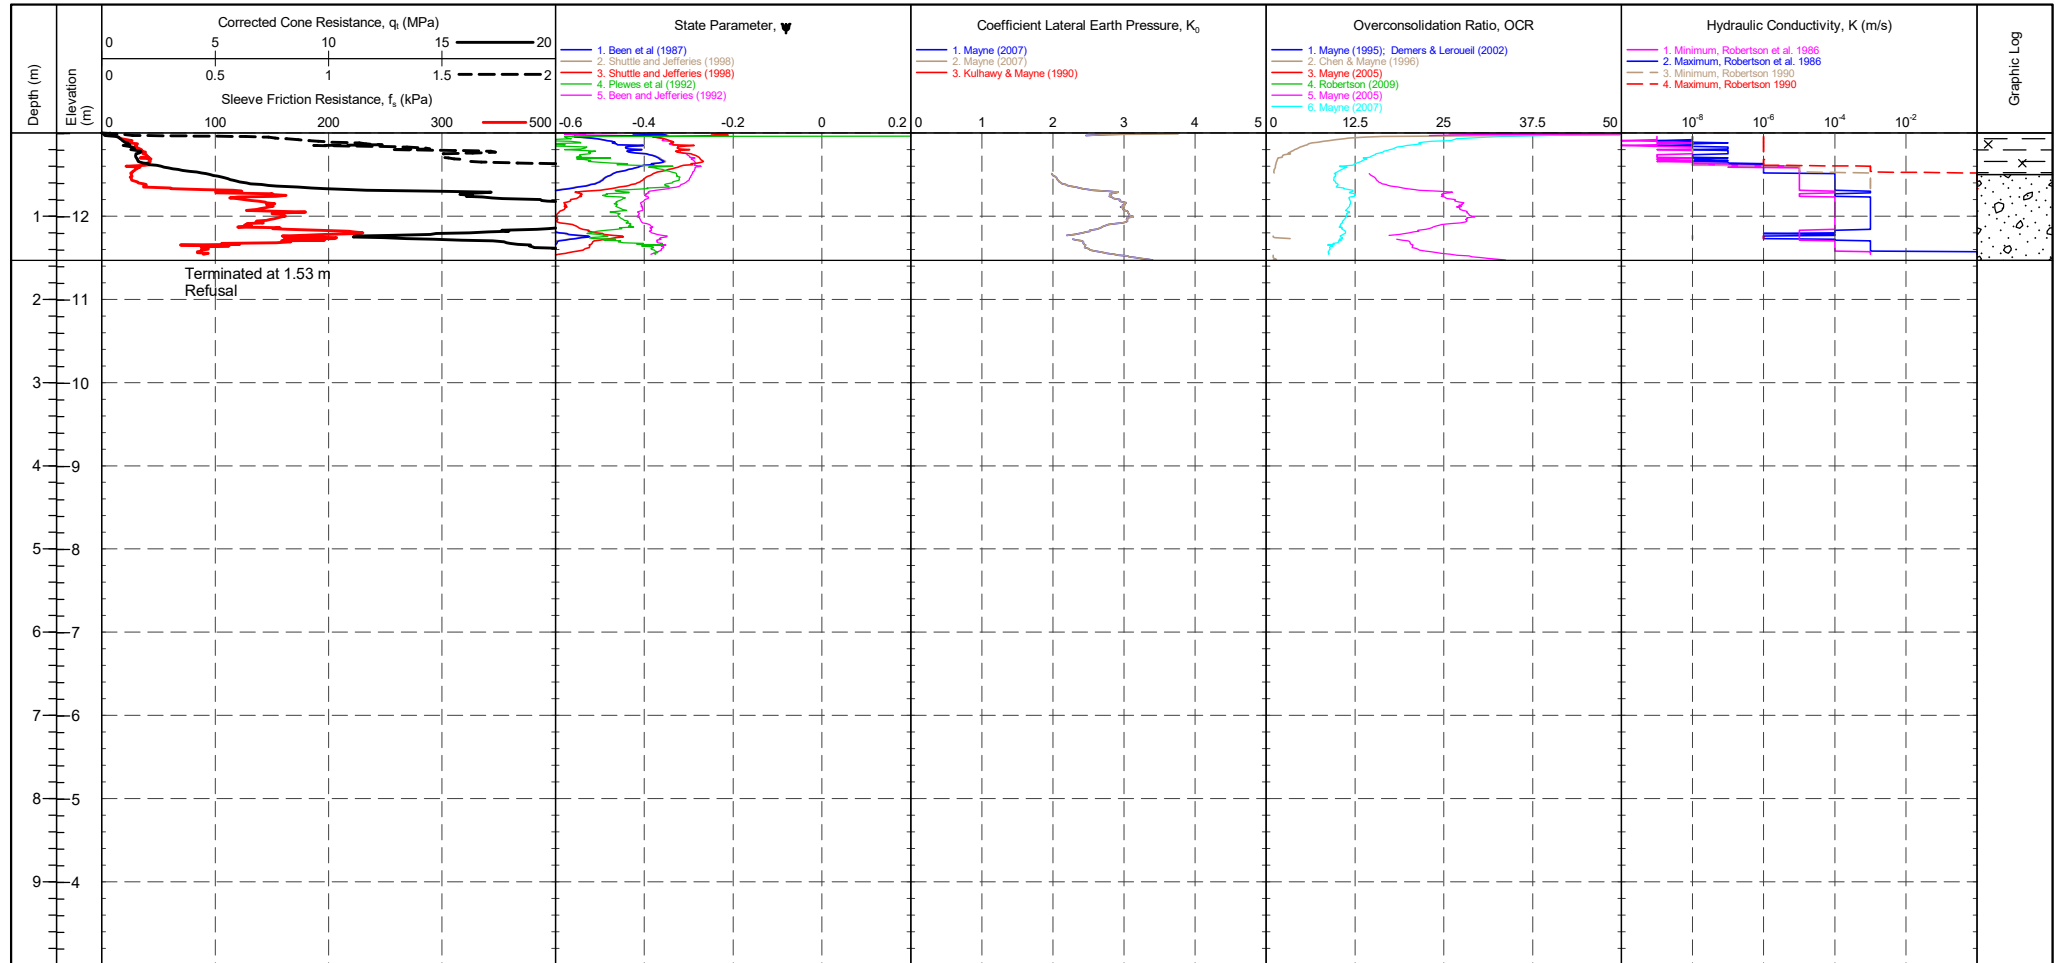 Depth (m)
Elevation (m)
Corrected Cone Resistance, qt (MPa)
0 5 10 15 20
0 0.5 1 1.5 2
Sleeve Friction Resistance, fs (kPa)
100 200 300 500
State Parameter, ψ
1. Been et al (1987)
2. Shuttle and Jefferies (1998)
3. Shuttle and Jefferies (1998)
4. Plewes et al (1992)
5. Been and Jefferies (1992)
-0.6 -0.4 -0.2 0 0.2
Coefficient Lateral Earth Pressure, K0
1. Mayne (2007)
2. Mayne (2007)
3. Kulhawy & Mayne (1990)
0 1 2 3 4 5
Overconsolidation Ratio, OCR
1. Mayne (1995); Demers & Leroueil (2002)
2. Chen & Mayne (1996)
3. Mayne (2005)
4. Robertson (2009)
5. Mayne (2005)
6. Mayne (2007)
0 12.5 25 37.5 50
Hydraulic Conductivity, K (m/s)
1. Minimum, Robertson et al. 1986
2. Maximum, Robertson et al. 1986
3. Minimum, Robertson 1990
4. Maximum, Robertson 1990
10-8 10-6 10-4 10-2
Graphic Log
1 12
Terminated at 1.53 m
Refusal
2 11
3 10
4 9
5 8
6 7
7 6
8 5
9 4